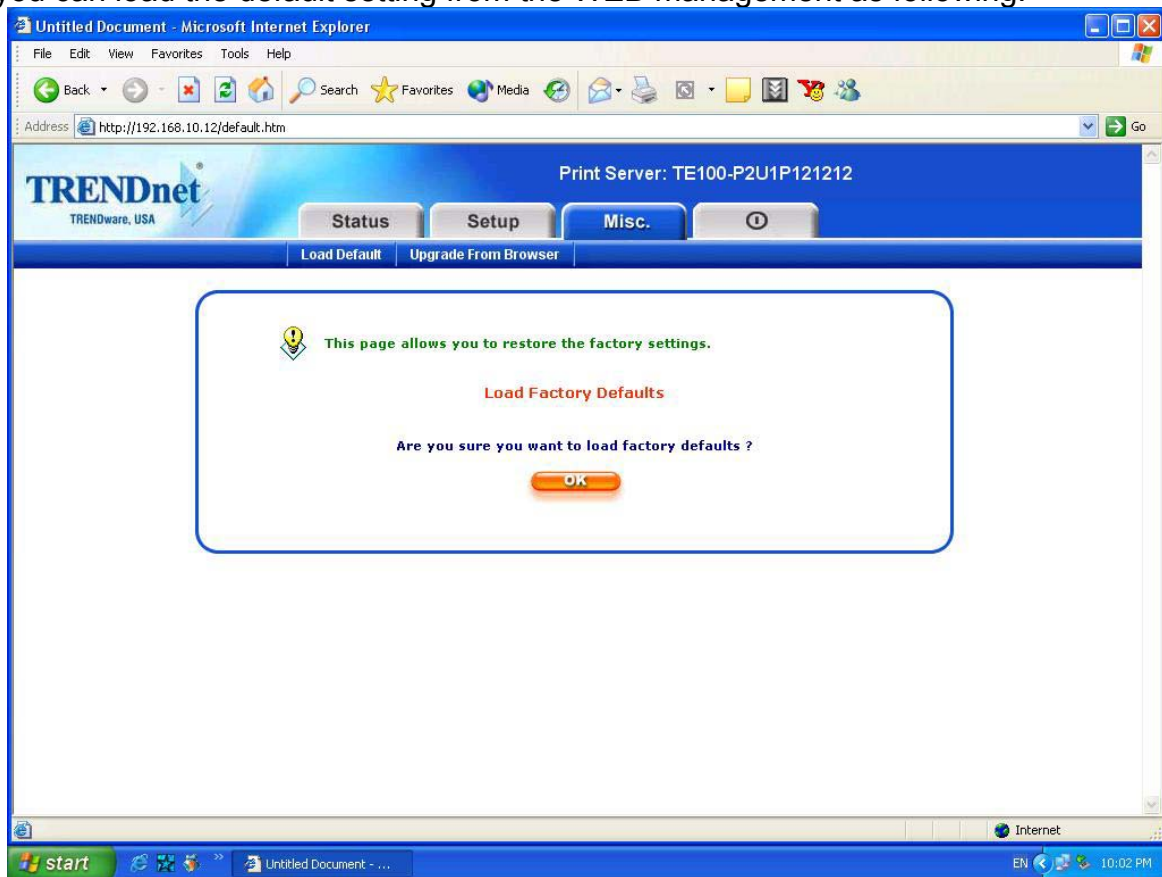 you can load the default setting from the WEB management as following:
Untitled Document - Microsoft Internet Explorer
File Edit View Favorites Tools Help
Back Search Favorites Media
Address http://192.168.10.12/default.htm Go
TRENDnet
TRENDware, USA
Print Server: TE100-P2U1P121212
Status Setup Misc.
Load Default Upgrade From Browser
This page allows you to restore the factory settings.
Load Factory Defaults
Are you sure you want to load factory defaults ?
OK
Internet
start Untitled Document - ... EN 10:02 PM